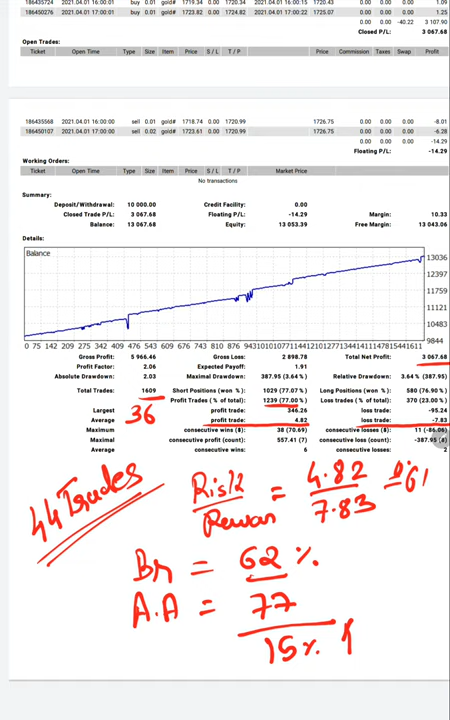 186435724 2021.04.01 16:00:01 buy 0.01 gold# 1719.34 1720.34 2021.04.01 16:00:15 1720.43 0.00 0.00 0.00 1.09
186450276 2021.04.01 17:00:01 buy 0.01 gold# 1723.82 1724.82 2021.04.01 17:00:22 1725.07 0.00 0.00 0.00 1.25
0.00 0.00 -40.22 3 107.90
Closed P/L: 3 067.68
Open Trades:
Ticket Open Time Type Size Item Price S / L T / P Price Commission Taxes Swap Profit
186435568 2021.04.01 16:00:00 sell 0.01 gold# 1718.74 1720.99 1726.75 0.00 0.00 0.00 -8.01
186450107 2021.04.01 17:00:00 sell 0.02 gold# 1723.61 1720.99 1726.75 0.00 0.00 0.00 -6.28
0.00 0.00 0.00 -14.29
Floating P/L: -14.29
Working Orders:
Ticket Open Time Type Size Item Price S / L T / P Market Price
No transactions
Summary:
Deposit/Withdrawal: 10 000.00 Credit Facility: 0.00
Closed Trade P/L: 3 067.68 Floating P/L: -14.29 Margin: 10.33
Balance: 13 067.68 Equity: 13 053.39 Free Margin: 13 043.06
Details:
Balance
13036
12397
11759
11121
10483
9844
0 75 142 209 275 342 409 476 543 609 676 743 810 876 94310101077114412111278 15441611
Gross Profit: 5 966.46 Gross Loss: 2 898.78 Total Net Profit: 3 067.68
Profit Factor: 2.06 Expected Payoff: 1.91
Absolute Drawdown: 2.03 Maximal Drawdown: 387.95 (3.64 %) Relative Drawdown: 3.64 % (387.95)
Total Trades: 1609 Short Positions (won %): 1029 (77.07 %) Long Positions (won %): 580 (76.90 %)
Profit Trades (% of total): 1239 (77.00 %) Loss trades (% of total): 370 (23.00 %)
Largest profit trade: 346.26 loss trade: -95.24
Average profit trade: 4.82 loss trade: -7.83
Maximum consecutive wins ($): 38 (70.69) consecutive losses ($): 11 (-86.06)
Maximal consecutive profit (count): 557.41 (7) consecutive loss (count): -387.95 (8)
Average consecutive wins: 6 consecutive losses: 2
36
44 Trades
Risk / Rewar = 4.82 / 7.83
Br = 62 %
A.A = 77
15 %